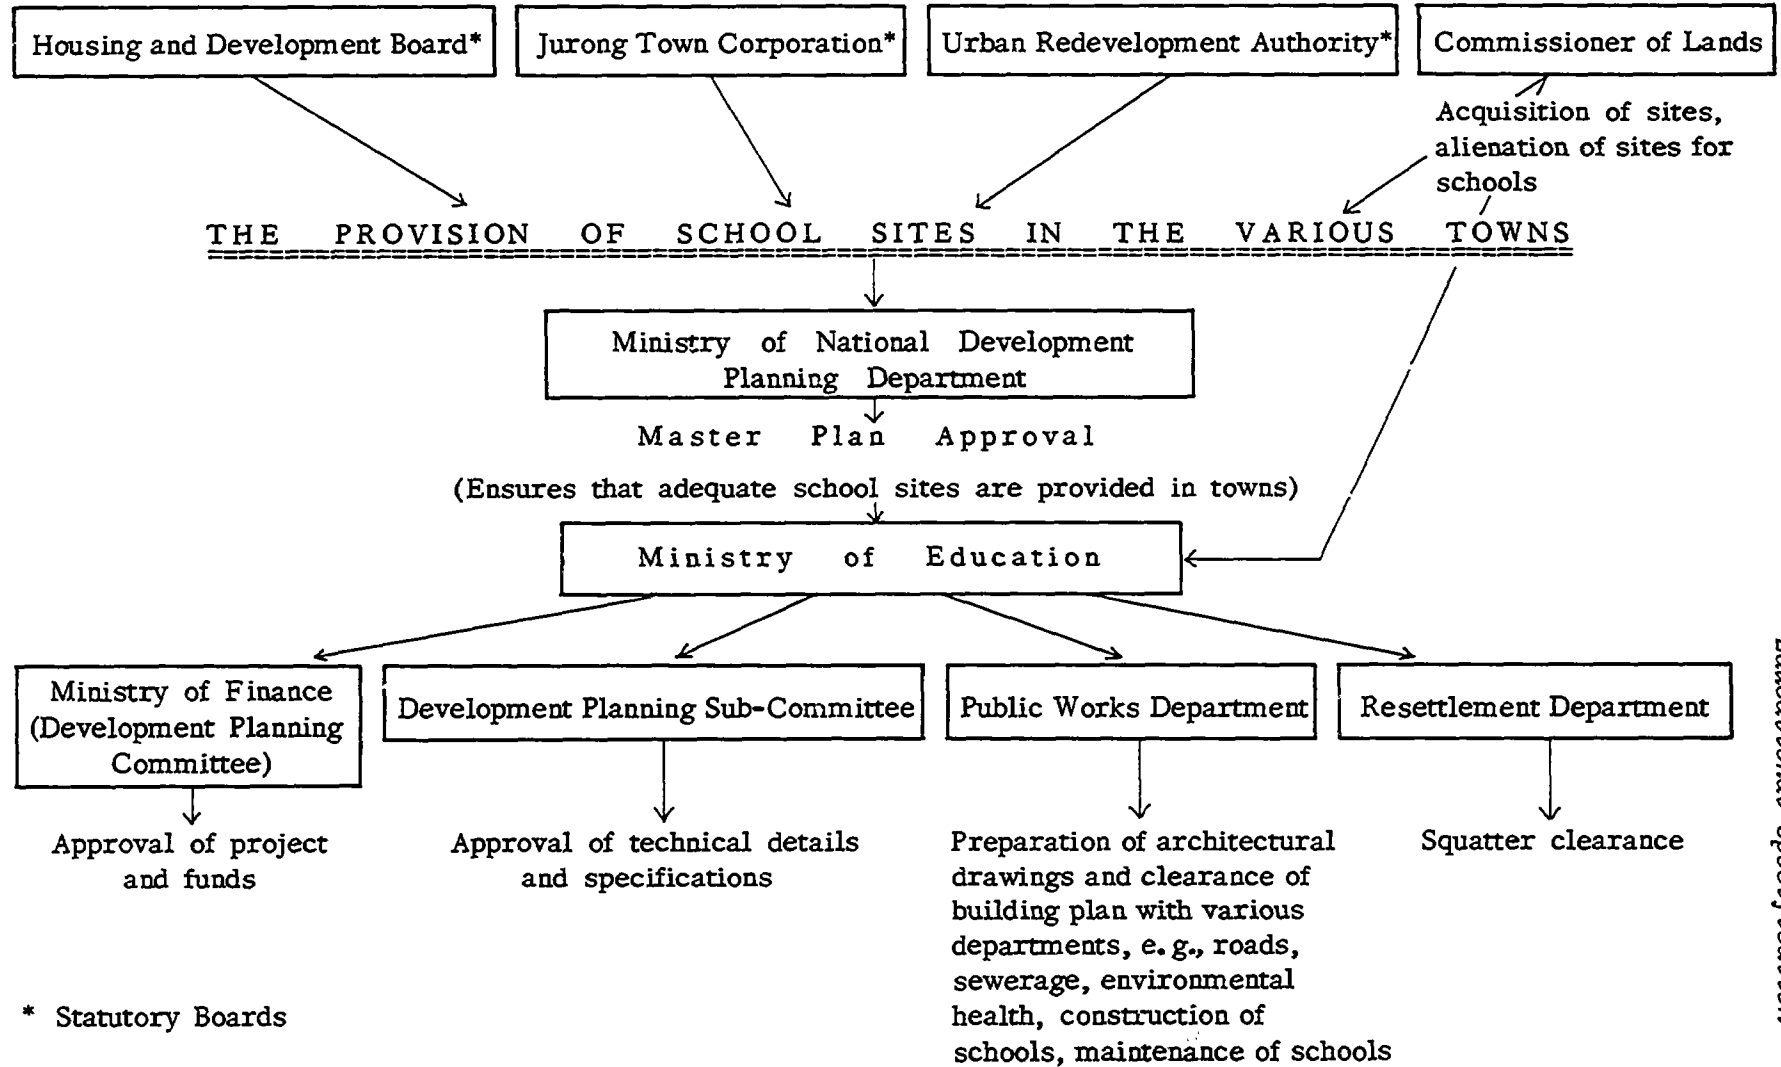 Housing and Development Board*
Jurong Town Corporation*
Urban Redevelopment Authority*
Commissioner of Lands
Acquisition of sites,
alienation of sites for
schools
THE PROVISION OF SCHOOL SITES IN THE VARIOUS TOWNS
Ministry of National Development
Planning Department
Master Plan Approval
(Ensures that adequate school sites are provided in towns)
Ministry of Education
Ministry of Finance
(Development Planning
Committee)
Development Planning Sub-Committee
Public Works Department
Resettlement Department
Approval of project
and funds
Approval of technical details
and specifications
Preparation of architectural
drawings and clearance of
building plan with various
departments, e.g., roads,
sewerage, environmental
health, construction of
schools, maintenance of schools
Squatter clearance
* Statutory Boards